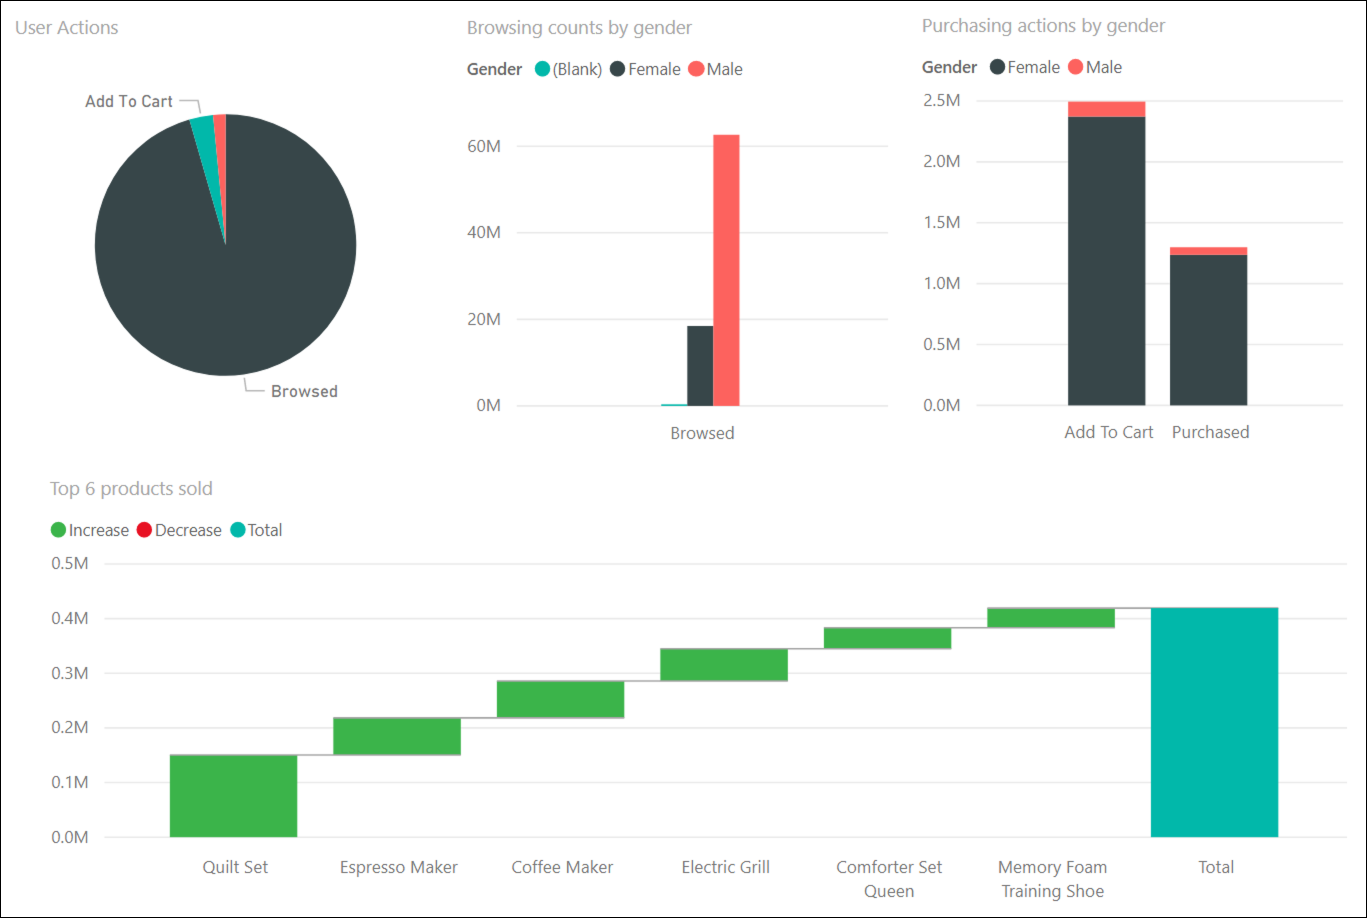 User Actions
Add To Cart
Browsed
Browsing counts by gender
Gender (Blank) Female Male
60M
40M
20M
0M
Browsed
Purchasing actions by gender
Gender Female Male
2.5M
2.0M
1.5M
1.0M
0.5M
0.0M
Add To Cart Purchased
Top 6 products sold
Increase Decrease Total
0.5M
0.4M
0.3M
0.2M
0.1M
0.0M
Quilt Set
Espresso Maker
Coffee Maker
Electric Grill
Comforter Set
Queen
Memory Foam
Training Shoe
Total